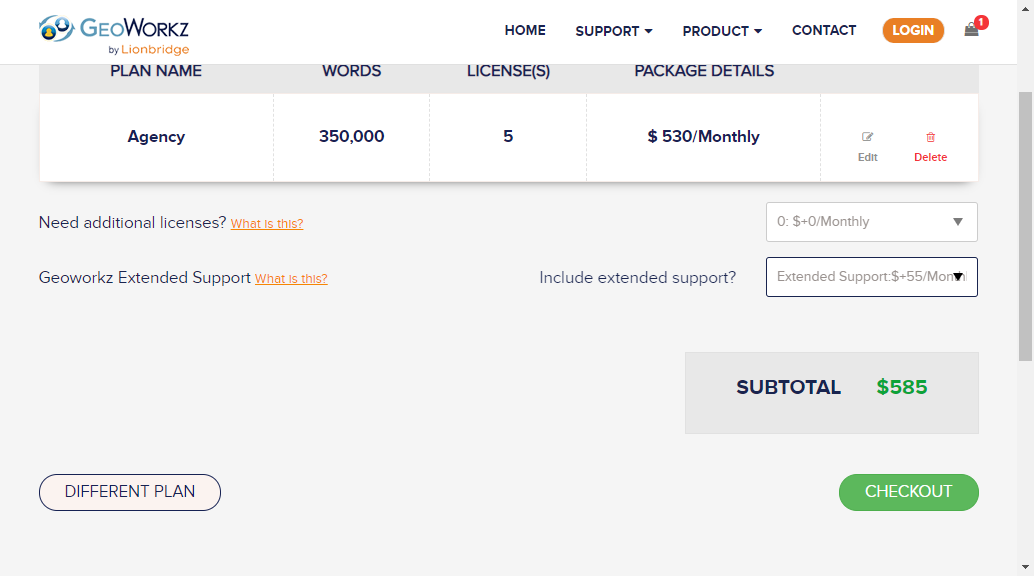 GEOWORKZ
by Lionbridge
HOME SUPPORT PRODUCT CONTACT LOGIN 1
PLAN NAME WORDS LICENSE(S) PACKAGE DETAILS
Agency 350,000 5 $ 530/Monthly
Edit Delete
Need additional licenses? What is this? 0: $+0/Monthly
Geoworkz Extended Support What is this? Include extended support? Extended Support:$+55/Month
SUBTOTAL $585
DIFFERENT PLAN CHECKOUT